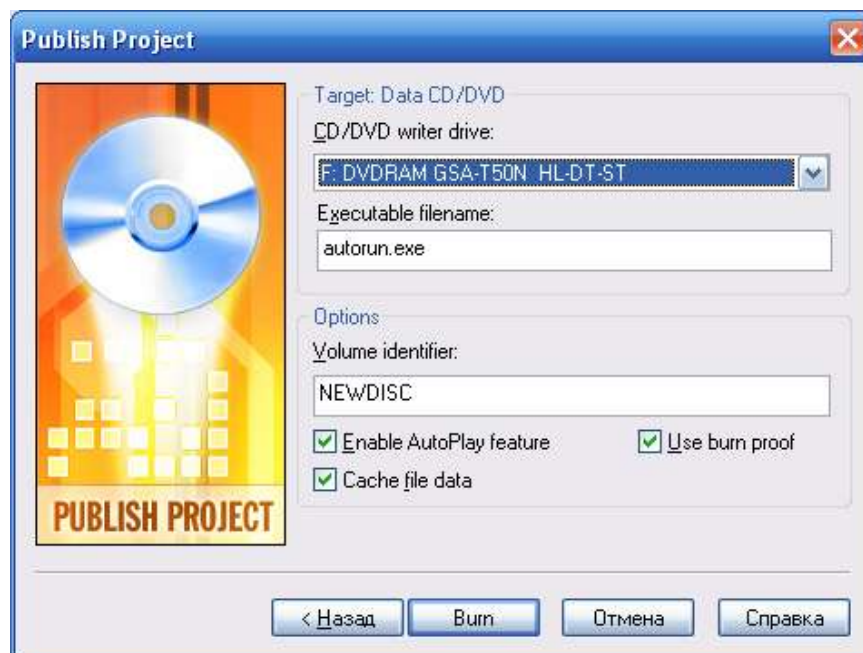 Publish Project
Target: Data CD/DVD
CD/DVD writer drive:
F: DVDRAM GSA-T50N HL-DT-ST
Executable filename:
autorun.exe
Options
Volume identifier:
NEWDISC
Enable AutoPlay feature
Use burn proof
Cache file data
PUBLISH PROJECT
< Назад
Burn
Отмена
Справка